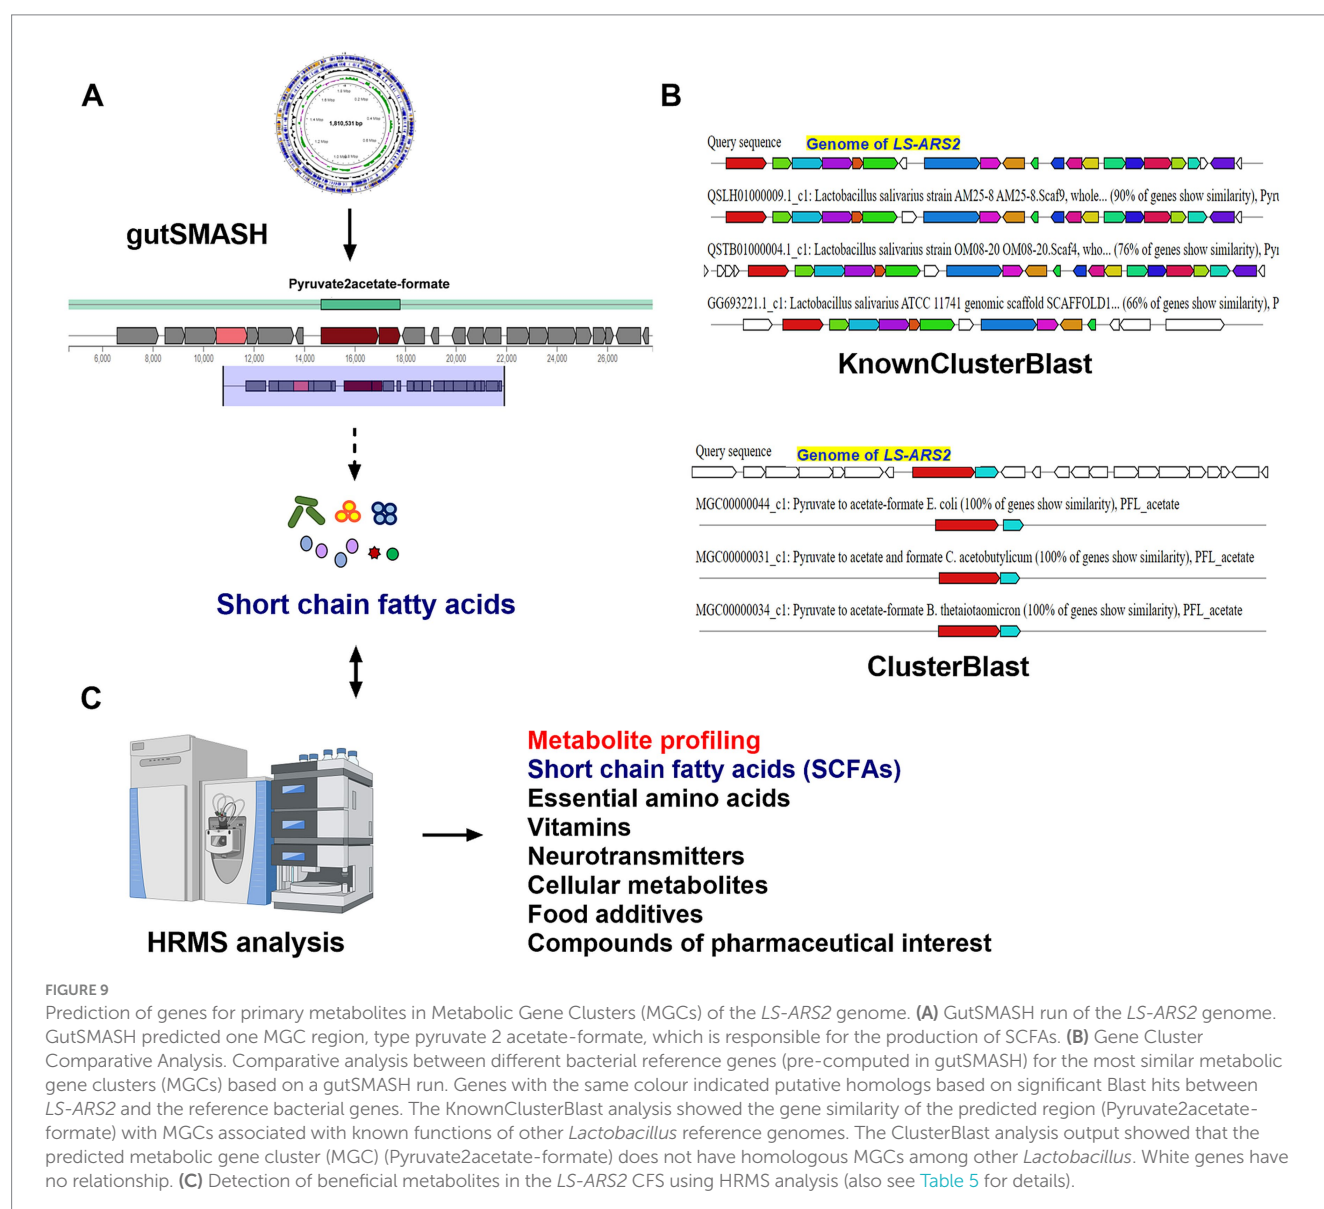 A
1,810,531 bp
gutSMASH
Pyruvate2acetate-formate
6,000 8,000 10,000 12,000 14,000 16,000 18,000 20,000 22,000 24,000 26,000
Short chain fatty acids
B
Query sequence Genome of LS-ARS2
QSLH01000009.1_c1: Lactobacillus salivarius strain AM25-8 AM25-8.Scaf9, whole... (90% of genes show similarity), Pyru
QSTB01000004.1_c1: Lactobacillus salivarius strain OM08-20 OM08-20.Scaf4, who... (76% of genes show similarity), Pyr
GG693221.1_c1: Lactobacillus salivarius ATCC 11741 genomic scaffold SCAFFOLD1... (66% of genes show similarity), P
KnownClusterBlast
Query sequence Genome of LS-ARS2
MGC00000044_c1: Pyruvate to acetate-formate E. coli (100% of genes show similarity), PFL_acetate
MGC00000031_c1: Pyruvate to acetate and formate C. acetobutylicum (100% of genes show similarity), PFL_acetate
MGC00000034_c1: Pyruvate to acetate-formate B. thetaiotaomicron (100% of genes show similarity), PFL_acetate
ClusterBlast
C
HRMS analysis
Metabolite profiling
Short chain fatty acids (SCFAs)
Essential amino acids
Vitamins
Neurotransmitters
Cellular metabolites
Food additives
Compounds of pharmaceutical interest
FIGURE 9
Prediction of genes for primary metabolites in Metabolic Gene Clusters (MGCs) of the LS-ARS2 genome. (A) GutSMASH run of the LS-ARS2 genome.
GutSMASH predicted one MGC region, type pyruvate 2 acetate-formate, which is responsible for the production of SCFAs. (B) Gene Cluster
Comparative Analysis. Comparative analysis between different bacterial reference genes (pre-computed in gutSMASH) for the most similar metabolic
gene clusters (MGCs) based on a gutSMASH run. Genes with the same colour indicated putative homologs based on significant Blast hits between
LS-ARS2 and the reference bacterial genes. The KnownClusterBlast analysis showed the gene similarity of the predicted region (Pyruvate2acetate-
formate) with MGCs associated with known functions of other Lactobacillus reference genomes. The ClusterBlast analysis output showed that the
predicted metabolic gene cluster (MGC) (Pyruvate2acetate-formate) does not have homologous MGCs among other Lactobacillus. White genes have
no relationship. (C) Detection of beneficial metabolites in the LS-ARS2 CFS using HRMS analysis (also see Table 5 for details).